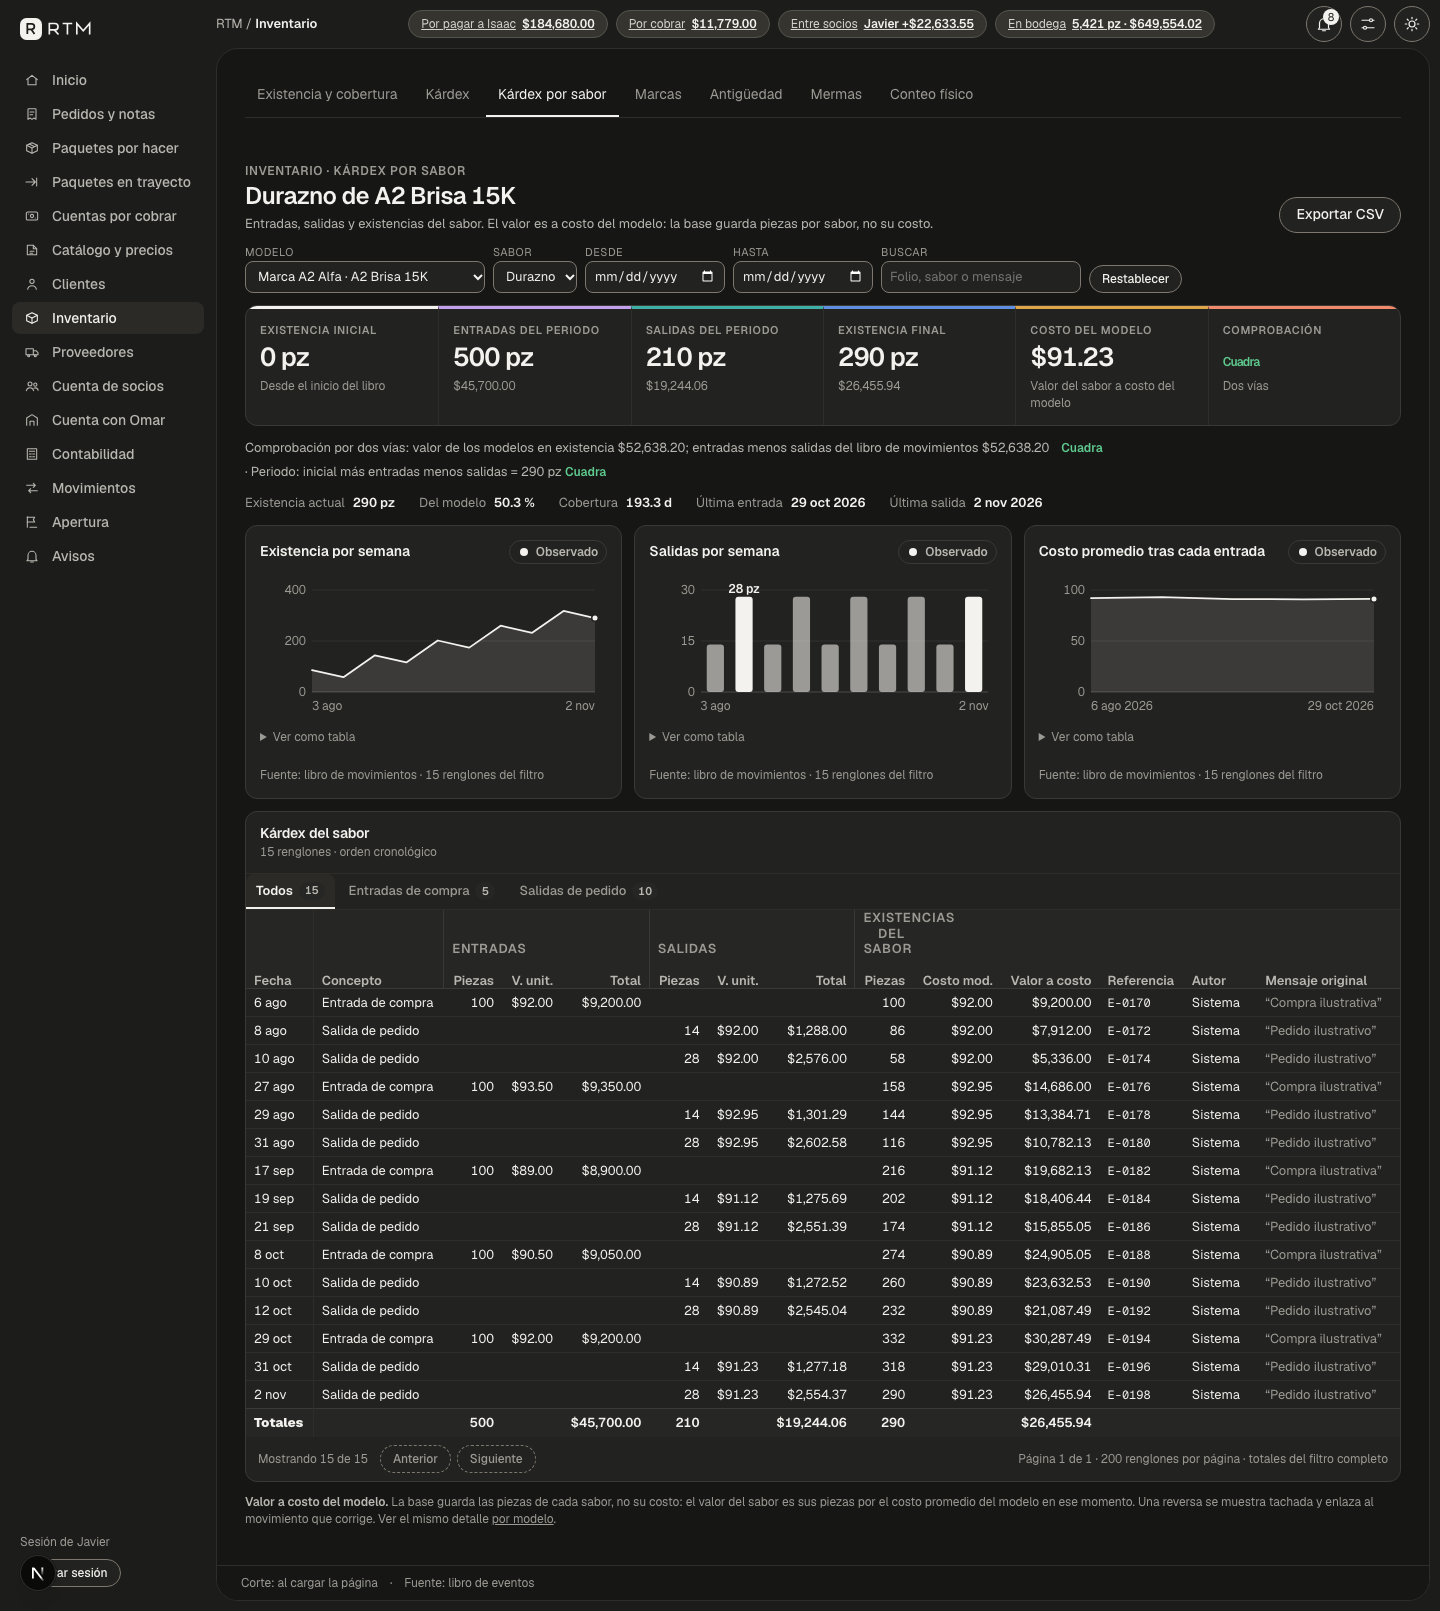 R RTM
RTM / Inventario
Por pagar a Isaac $184,680.00
Por cobrar $11,779.00
Entre socios Javier +$22,633.55
En bodega 5,421 pz · $649,554.02
8
Inicio
Pedidos y notas
Paquetes por hacer
Paquetes en trayecto
Cuentas por cobrar
Catálogo y precios
Clientes
Inventario
Proveedores
Cuenta de socios
Cuenta con Omar
Contabilidad
Movimientos
Apertura
Avisos
Sesión de Javier
N ar sesión
Existencia y cobertura Kárdex Kárdex por sabor Marcas Antigüedad Mermas Conteo físico
INVENTARIO · KÁRDEX POR SABOR
Durazno de A2 Brisa 15K
Entradas, salidas y existencias del sabor. El valor es a costo del modelo: la base guarda piezas por sabor, no su costo.
Exportar CSV
MODELO SABOR DESDE HASTA BUSCAR
Marca A2 Alfa · A2 Brisa 15K Durazno mm/dd/yyyy mm/dd/yyyy Folio, sabor o mensaje Restablecer
EXISTENCIA INICIAL ENTRADAS DEL PERIODO SALIDAS DEL PERIODO EXISTENCIA FINAL COSTO DEL MODELO COMPROBACIÓN
0 pz 500 pz 210 pz 290 pz $91.23 Cuadra
Desde el inicio del libro $45,700.00 $19,244.06 $26,455.94 Valor del sabor a costo del modelo Dos vías
Comprobación por dos vías: valor de los modelos en existencia $52,638.20; entradas menos salidas del libro de movimientos $52,638.20 Cuadra
· Periodo: inicial más entradas menos salidas = 290 pz Cuadra
Existencia actual 290 pz Del modelo 50.3 % Cobertura 193.3 d Última entrada 29 oct 2026 Última salida 2 nov 2026
Existencia por semana Observado
400
200
0
3 ago 2 nov
Ver como tabla
Fuente: libro de movimientos · 15 renglones del filtro
Salidas por semana Observado
28 pz
30
15
0
3 ago 2 nov
Ver como tabla
Fuente: libro de movimientos · 15 renglones del filtro
Costo promedio tras cada entrada Observado
100
50
0
6 ago 2026 29 oct 2026
Ver como tabla
Fuente: libro de movimientos · 15 renglones del filtro
Kárdex del sabor
15 renglones · orden cronológico
Todos 15 Entradas de compra 5 Salidas de pedido 10
ENTRADAS SALIDAS EXISTENCIAS DEL SABOR
Fecha Concepto Piezas V. unit. Total Piezas V. unit. Total Piezas Costo mod. Valor a costo Referencia Autor Mensaje original
6 ago Entrada de compra 100 $92.00 $9,200.00 100 $92.00 $9,200.00 E-0170 Sistema “Compra ilustrativa”
8 ago Salida de pedido 14 $92.00 $1,288.00 86 $92.00 $7,912.00 E-0172 Sistema “Pedido ilustrativo”
10 ago Salida de pedido 28 $92.00 $2,576.00 58 $92.00 $5,336.00 E-0174 Sistema “Pedido ilustrativo”
27 ago Entrada de compra 100 $93.50 $9,350.00 158 $92.95 $14,686.00 E-0176 Sistema “Compra ilustrativa”
29 ago Salida de pedido 14 $92.95 $1,301.29 144 $92.95 $13,384.71 E-0178 Sistema “Pedido ilustrativo”
31 ago Salida de pedido 28 $92.95 $2,602.58 116 $92.95 $10,782.13 E-0180 Sistema “Pedido ilustrativo”
17 sep Entrada de compra 100 $89.00 $8,900.00 216 $91.12 $19,682.13 E-0182 Sistema “Compra ilustrativa”
19 sep Salida de pedido 14 $91.12 $1,275.69 202 $91.12 $18,406.44 E-0184 Sistema “Pedido ilustrativo”
21 sep Salida de pedido 28 $91.12 $2,551.39 174 $91.12 $15,855.05 E-0186 Sistema “Pedido ilustrativo”
8 oct Entrada de compra 100 $90.50 $9,050.00 274 $90.89 $24,905.05 E-0188 Sistema “Compra ilustrativa”
10 oct Salida de pedido 14 $90.89 $1,272.52 260 $90.89 $23,632.53 E-0190 Sistema “Pedido ilustrativo”
12 oct Salida de pedido 28 $90.89 $2,545.04 232 $90.89 $21,087.49 E-0192 Sistema “Pedido ilustrativo”
29 oct Entrada de compra 100 $92.00 $9,200.00 332 $91.23 $30,287.49 E-0194 Sistema “Compra ilustrativa”
31 oct Salida de pedido 14 $91.23 $1,277.18 318 $91.23 $29,010.31 E-0196 Sistema “Pedido ilustrativo”
2 nov Salida de pedido 28 $91.23 $2,554.37 290 $91.23 $26,455.94 E-0198 Sistema “Pedido ilustrativo”
Totales 500 $45,700.00 210 $19,244.06 290 $26,455.94
Mostrando 15 de 15 Anterior Siguiente Página 1 de 1 · 200 renglones por página · totales del filtro completo
Valor a costo del modelo. La base guarda las piezas de cada sabor, no su costo: el valor del sabor es sus piezas por el costo promedio del modelo en ese momento. Una reversa se muestra tachada y enlaza al
movimiento que corrige. Ver el mismo detalle por modelo.
Corte: al cargar la página · Fuente: libro de eventos